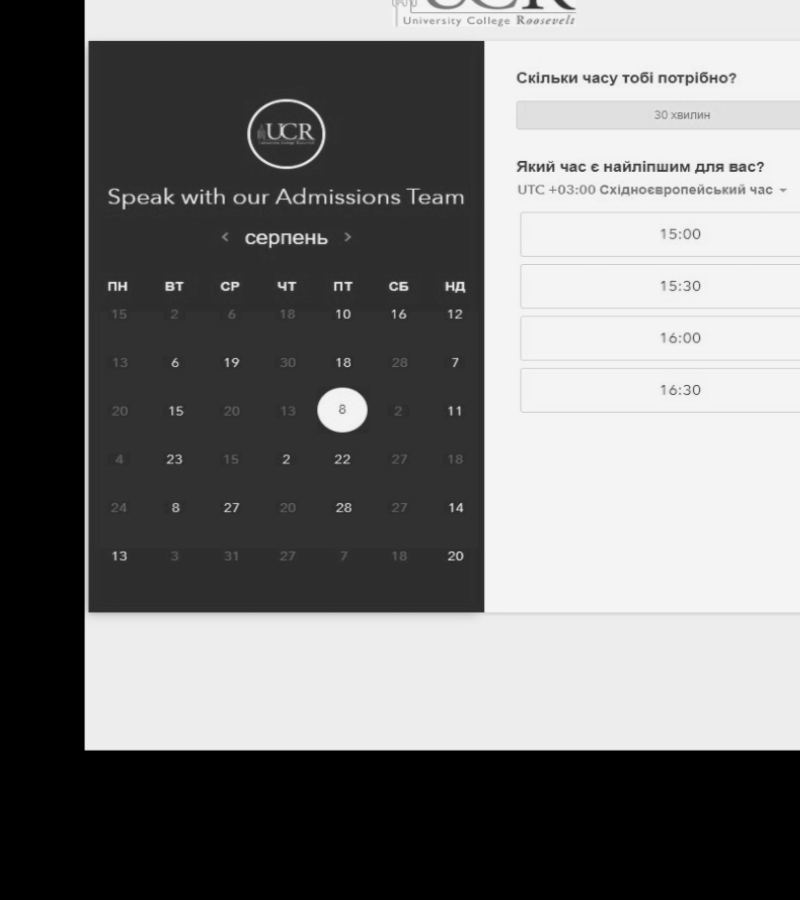 UCR
University College Roosevelt
UCR
Speak with our Admissions Team
< серпень >
ПН ВТ СР ЧТ ПТ СБ НД
15 2 6 18 10 16 12
13 6 19 30 18 28 7
20 15 20 13 8 2 11
4 23 15 2 22 27 18
24 8 27 20 28 27 14
13 3 31 27 7 18 20
Скільки часу тобі потрібно?
30 хвилин
Який час є найліпшим для вас?
UTC +03:00 Східноєвропейський час
15:00
15:30
16:00
16:30